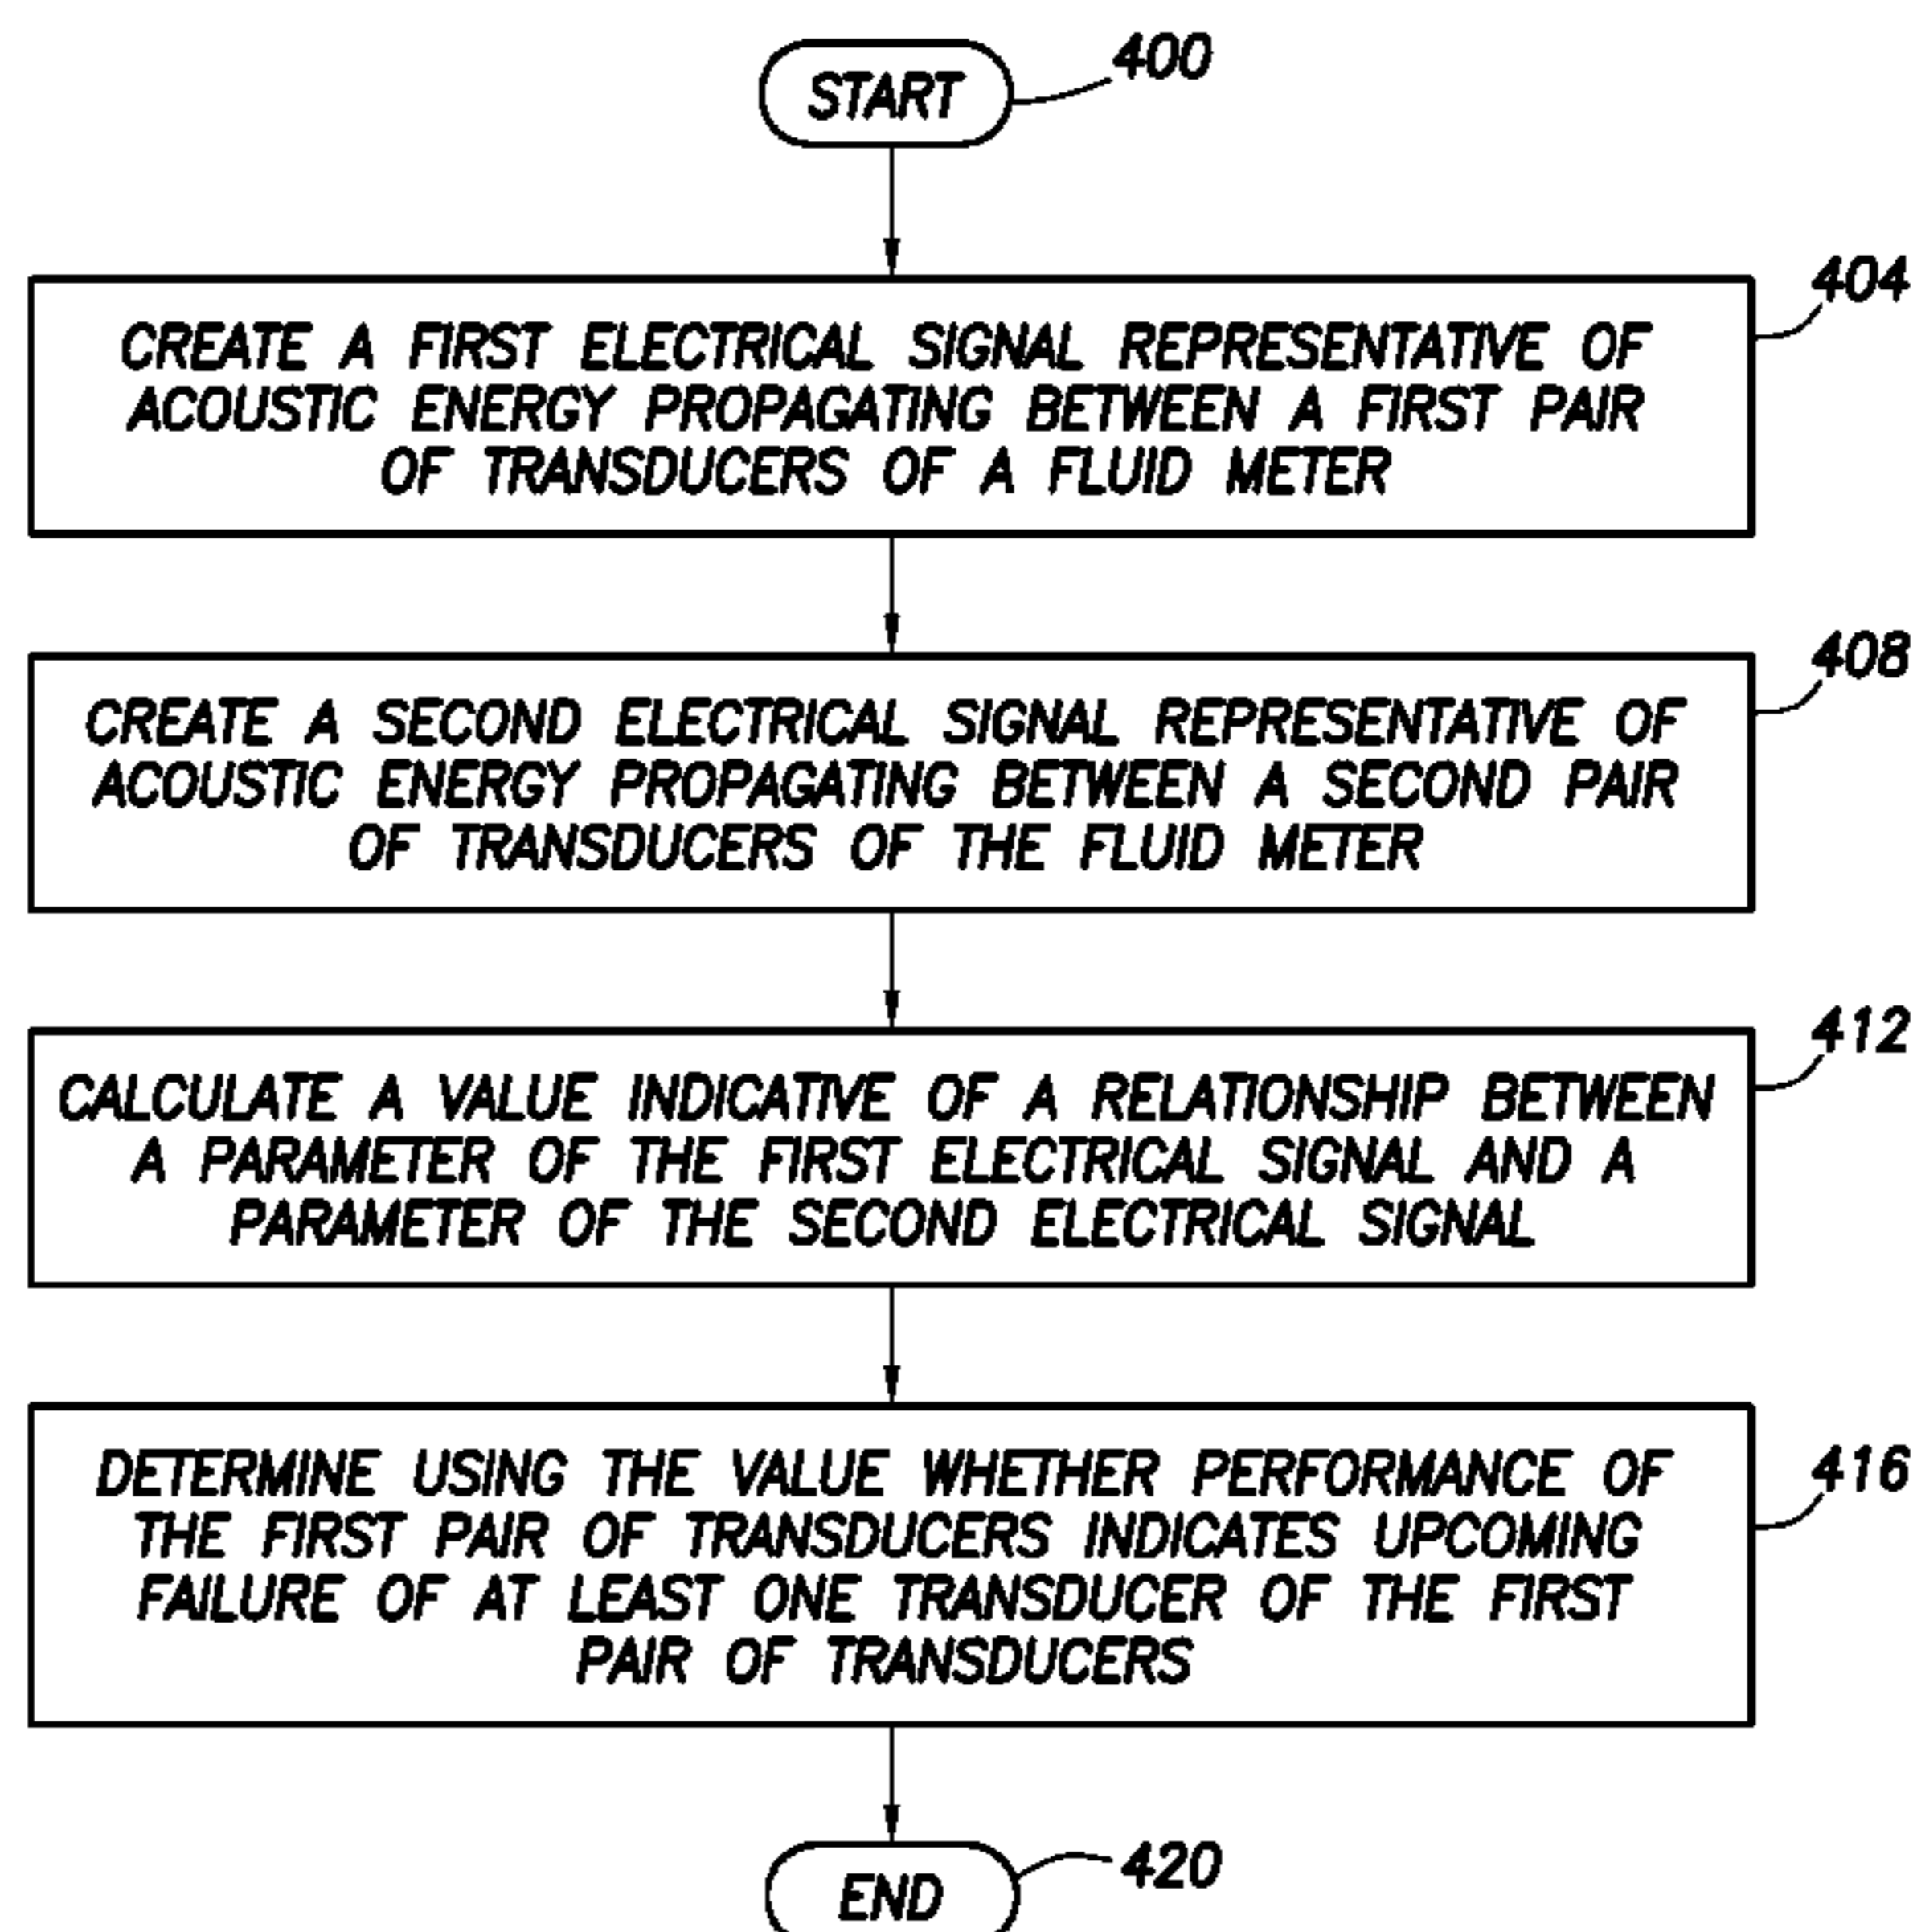 START
400
404
CREATE A FIRST ELECTRICAL SIGNAL REPRESENTATIVE OF
ACOUSTIC ENERGY PROPAGATING BETWEEN A FIRST PAIR
OF TRANSDUCERS OF A FLUID METER
408
CREATE A SECOND ELECTRICAL SIGNAL REPRESENTATIVE OF
ACOUSTIC ENERGY PROPAGATING BETWEEN A SECOND PAIR
OF TRANSDUCERS OF THE FLUID METER
412
CALCULATE A VALUE INDICATIVE OF A RELATIONSHIP BETWEEN
A PARAMETER OF THE FIRST ELECTRICAL SIGNAL AND A
PARAMETER OF THE SECOND ELECTRICAL SIGNAL
416
DETERMINE USING THE VALUE WHETHER PERFORMANCE OF
THE FIRST PAIR OF TRANSDUCERS INDICATES UPCOMING
FAILURE OF AT LEAST ONE TRANSDUCER OF THE FIRST
PAIR OF TRANSDUCERS
END
420